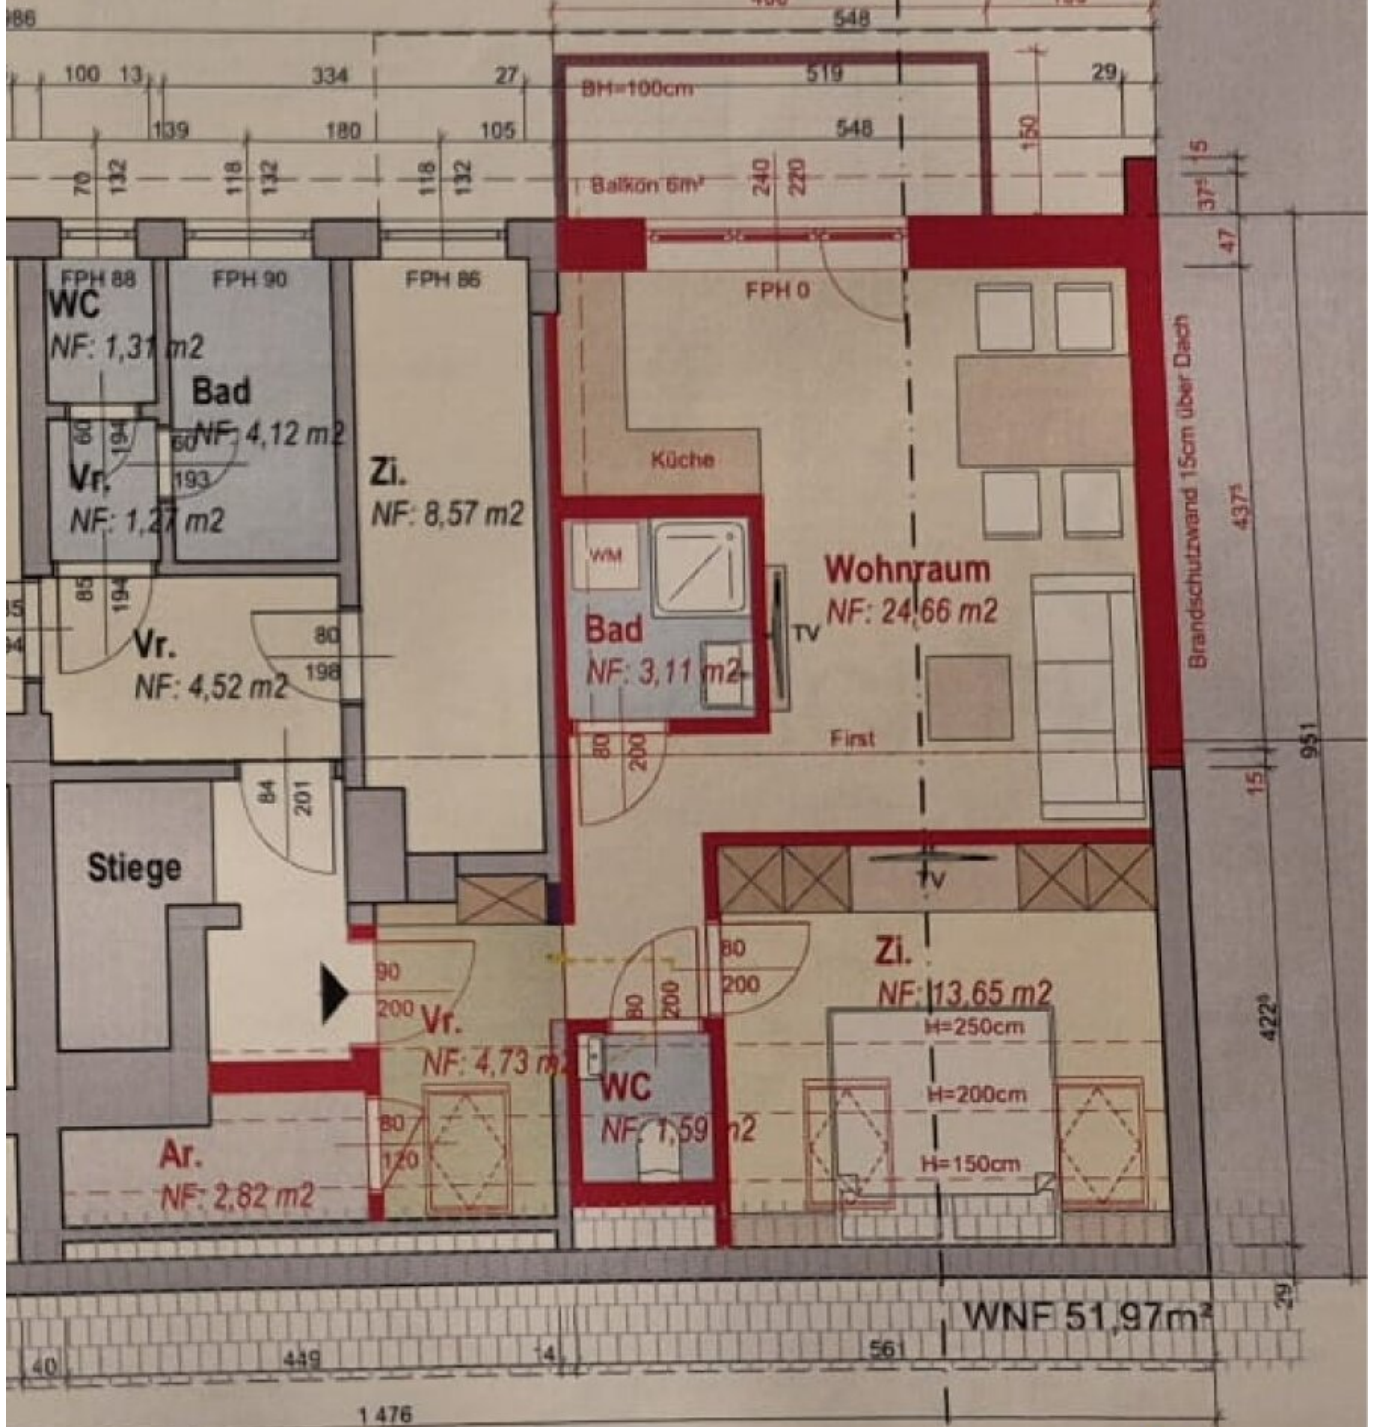 548
100 13 334 27 519 29
BH=100cm
139 180 105 548
150
15
37⁵
47
70
132
118
132
118
132
Balkon 6m²
240
220
FPH 88
FPH 90
FPH 86
FPH 0
WC
NF: 1,31 m2
Bad
NF: 4,12 m2
60
194
60
193
Vr.
NF: 1,27 m2
Zi.
NF: 8,57 m2
Küche
WM
Bad
NF: 3,11 m2
TV
Wohnraum
NF: 24,66 m2
Brandschutzwand 15cm über Dach
437⁵
951
15
85
194
Vr.
NF: 4,52 m2
80
198
80
200
First
84
201
Stiege
TV
90
200
Vr.
NF: 4,73 m2
80
200
80
200
Zi.
NF: 13,65 m2
H=250cm
H=200cm
H=150cm
422⁵
WC
NF: 1,59 m2
80
120
Ar.
NF: 2,82 m2
29
WNF 51,97m²
40 449 14 561
1 476